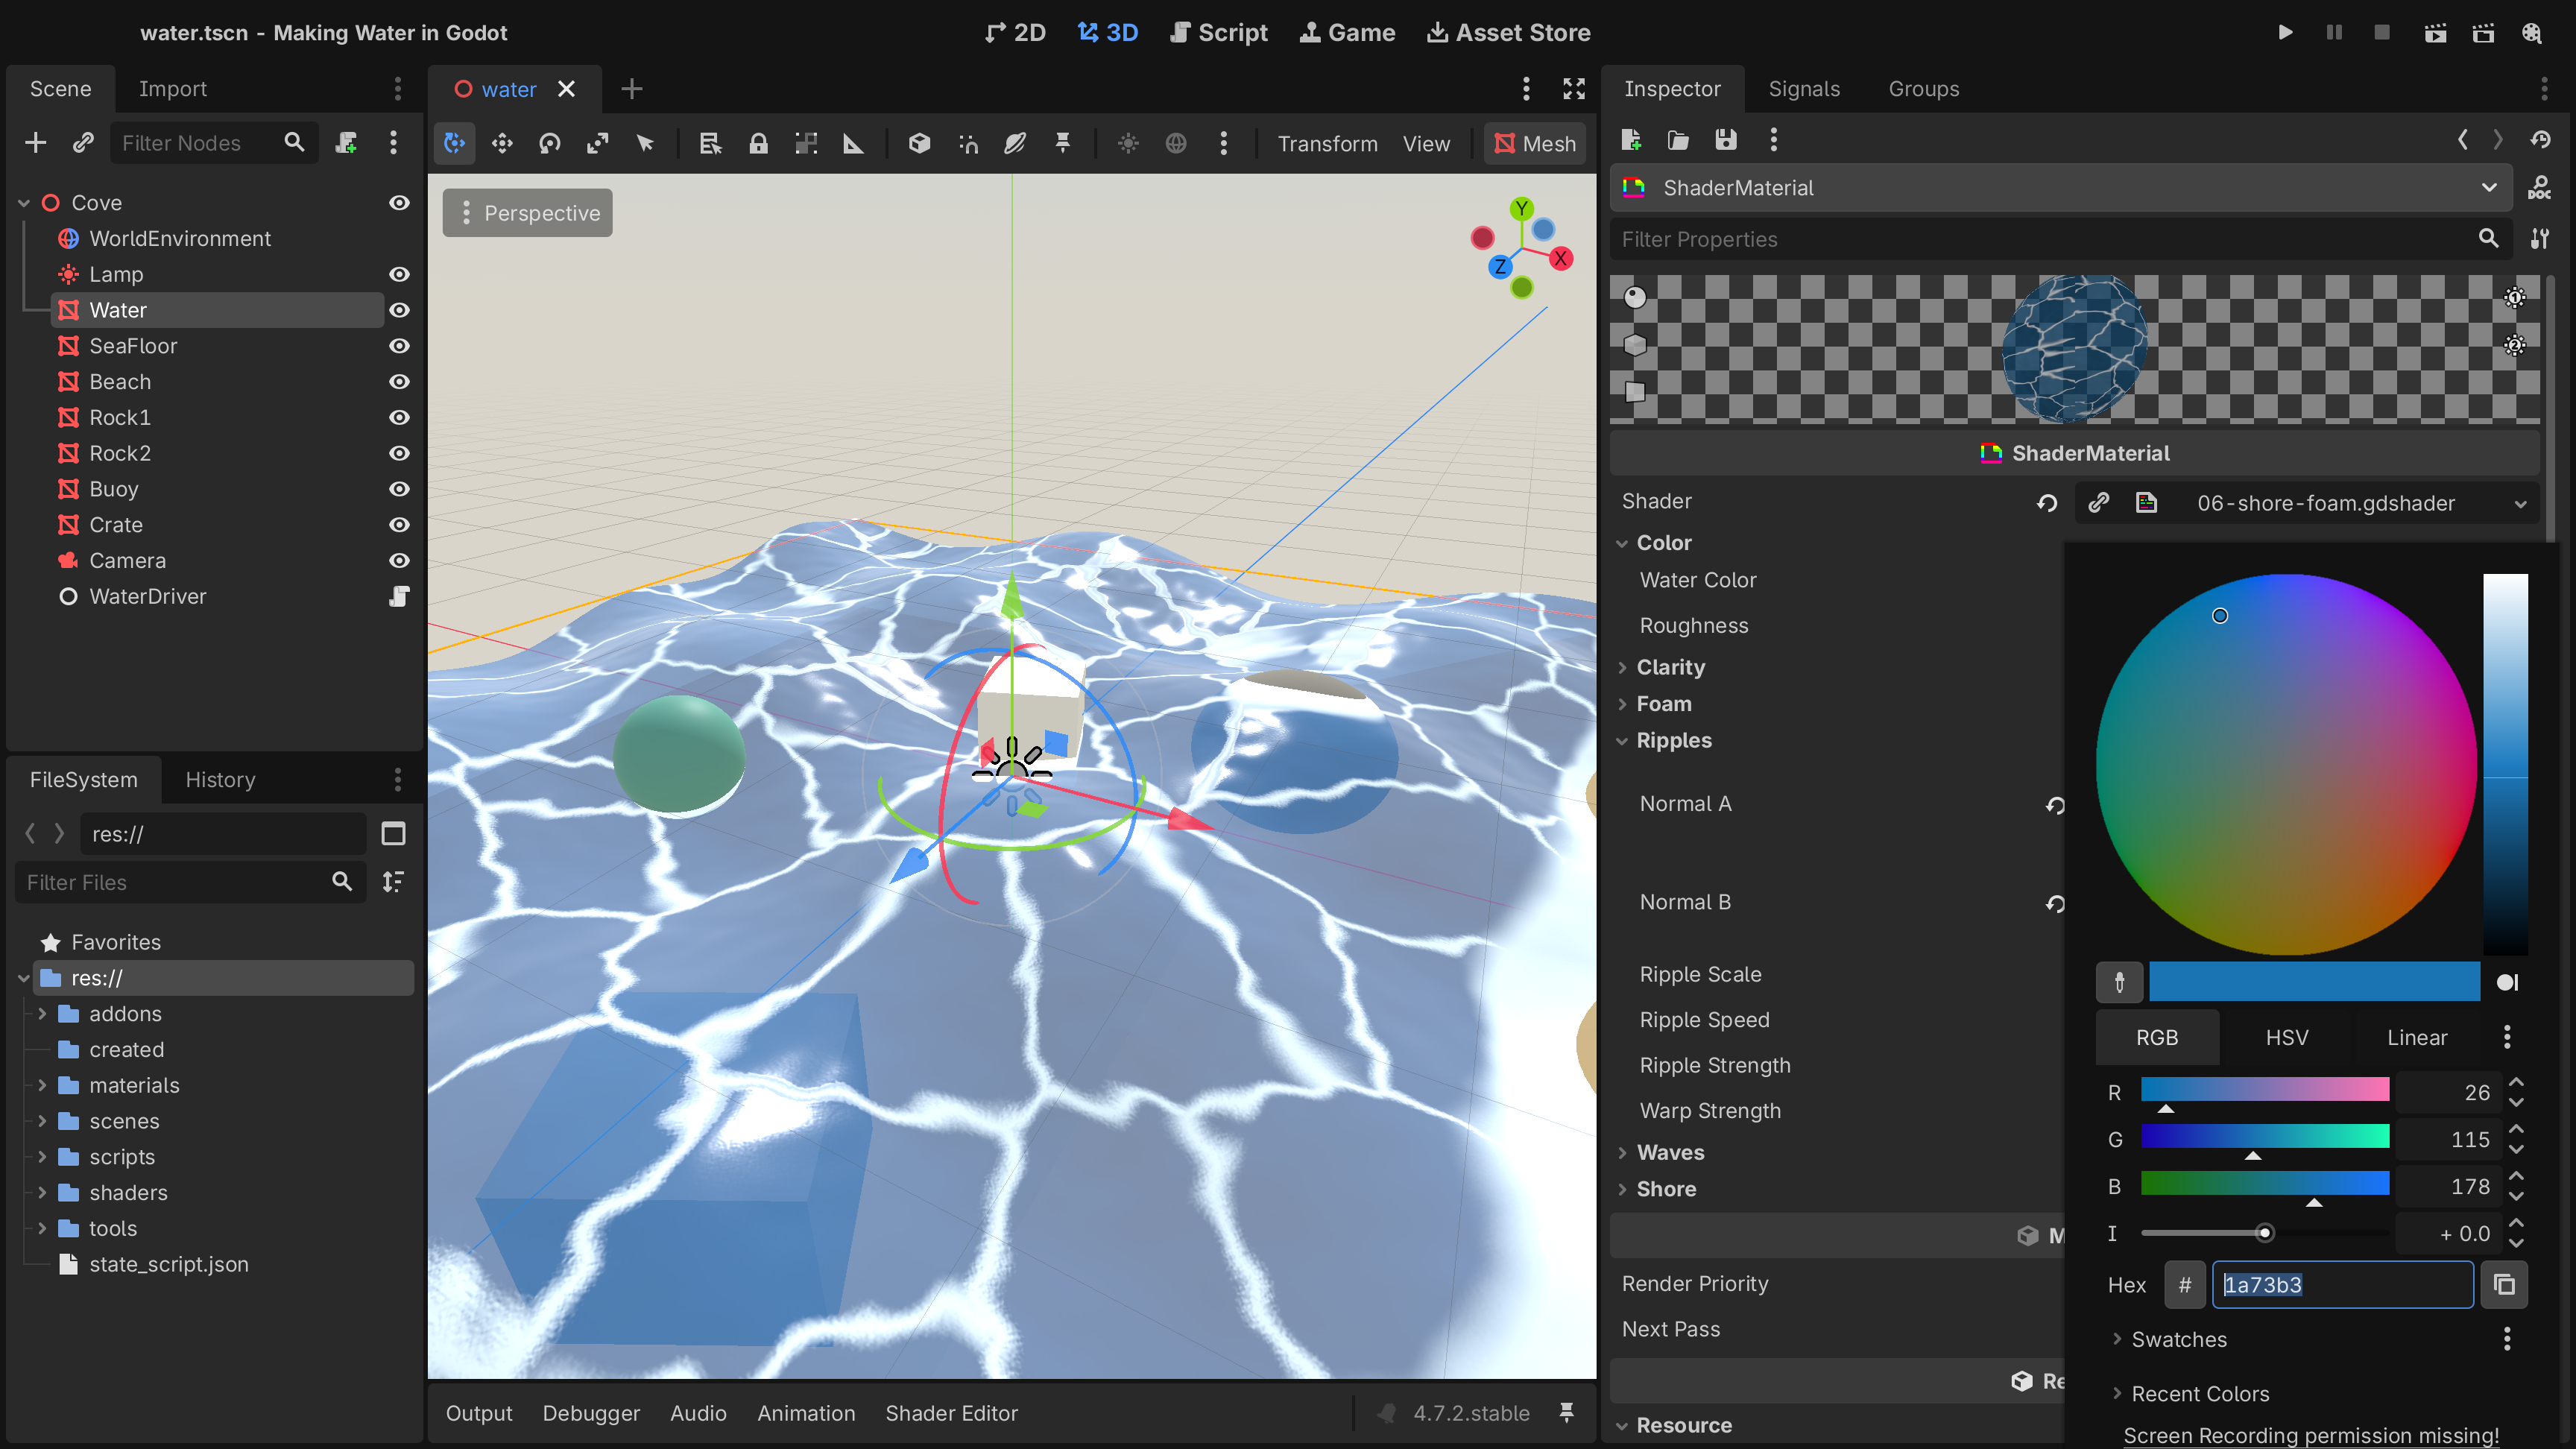 water.tscn - Making Water in Godot
2D
3D
Script
Game
Asset Store
Scene
Import
Filter Nodes
Cove
WorldEnvironment
Lamp
Water
SeaFloor
Beach
Rock1
Rock2
Buoy
Crate
Camera
WaterDriver
FileSystem
History
res://
Filter Files
Favorites
res://
addons
created
materials
scenes
scripts
shaders
tools
state_script.json
water
Transform
View
Mesh
Perspective
Y
X
Z
Output
Debugger
Audio
Animation
Shader Editor
4.7.2.stable
Inspector
Signals
Groups
ShaderMaterial
DOC
Filter Properties
1
2
ShaderMaterial
Shader
06-shore-foam.gdshader
Color
Water Color
Roughness
Clarity
Foam
Ripples
Normal A
Normal B
Ripple Scale
Ripple Speed
Ripple Strength
Warp Strength
Waves
Shore
M
Render Priority
Next Pass
Re
Resource
RGB
HSV
Linear
R
26
G
115
B
178
I
+ 0.0
Hex
#
1a73b3
Swatches
Recent Colors
Screen Recording permission missing!